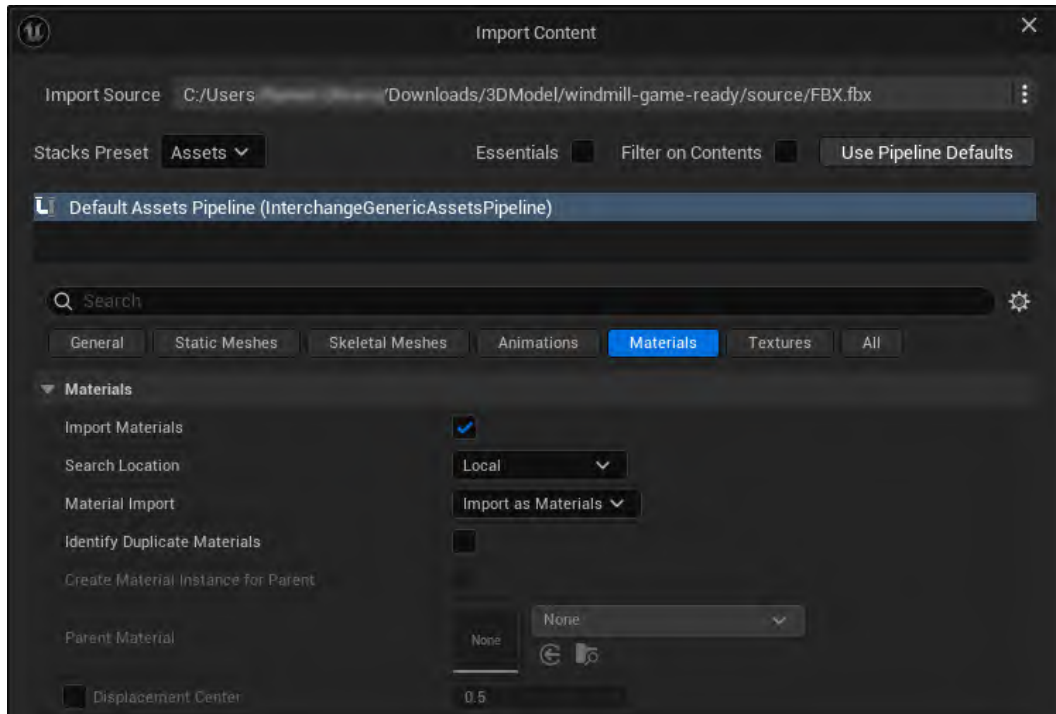 Import Content
Import Source C:/Users /Downloads/3DModel/windmill-game-ready/source/FBX.fbx
Stacks Preset Assets Essentials Filter on Contents Use Pipeline Defaults
Default Assets Pipeline (InterchangeGenericAssetsPipeline)
Search
General Static Meshes Skeletal Meshes Animations Materials Textures All
Materials
Import Materials
Search Location Local
Material Import Import as Materials
Identify Duplicate Materials
Create Material Instance for Parent
None
Parent Material None
Displacement Center 0.5